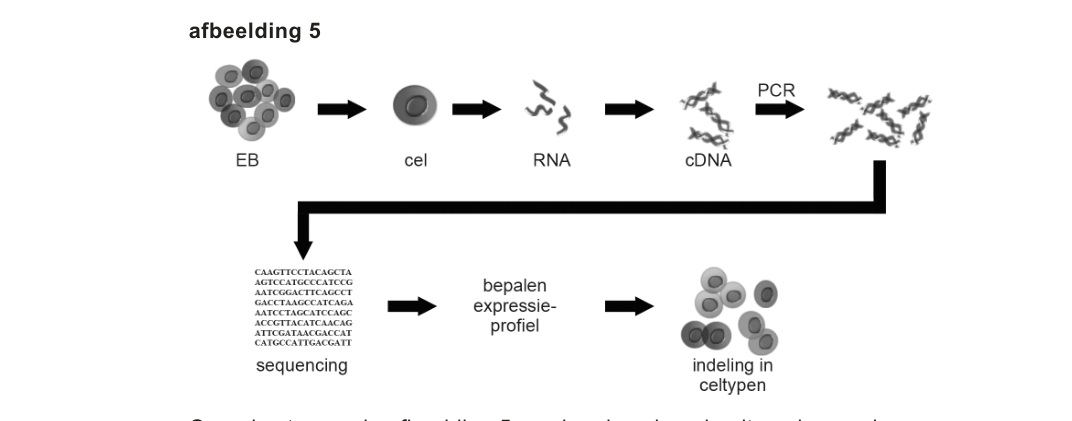 afbeelding 5
PCR
EB
cel
RNA
cDNA
CAAGTTCCTACAGCTA
AGTCCATGCCCATCCG
AATCGGACTTCAGCCT
GACCTAAGCCATCAGA
AATCCTAGCATCCAGC
ACCGTTACATCAACAG
ATTCGATAACGACCAT
CATGCCATTGACGATT
sequencing
bepalen
expressie-
profiel
indeling in
celtypen